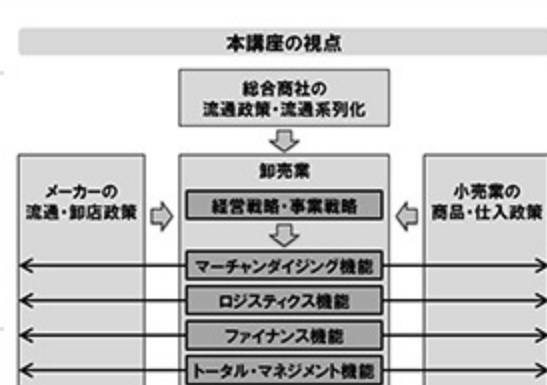 本講座の視点
総合商社の
流通政策・流通系列化
卸売業
メーカーの
流通・卸店政策
経営戦略・事業戦略
小売業の
商品・仕入政策
マーチャンダイジング機能
ロジスティクス機能
ファイナンス機能
トータル・マネジメント機能